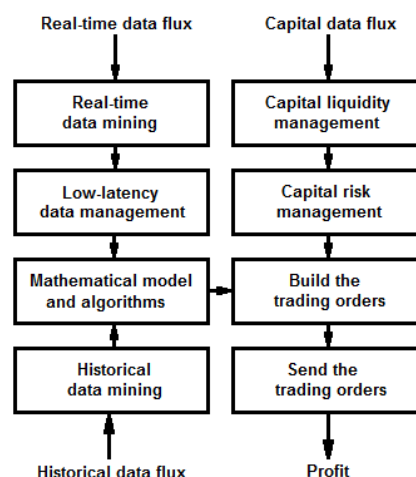 Real-time data flux
Capital data flux
Real-time
data mining
Capital liquidity
management
Low-latency
data management
Capital risk
management
Mathematical model
and algorithms
Build the
trading orders
Historical
data mining
Send the
trading orders
Historical data flux
Profit